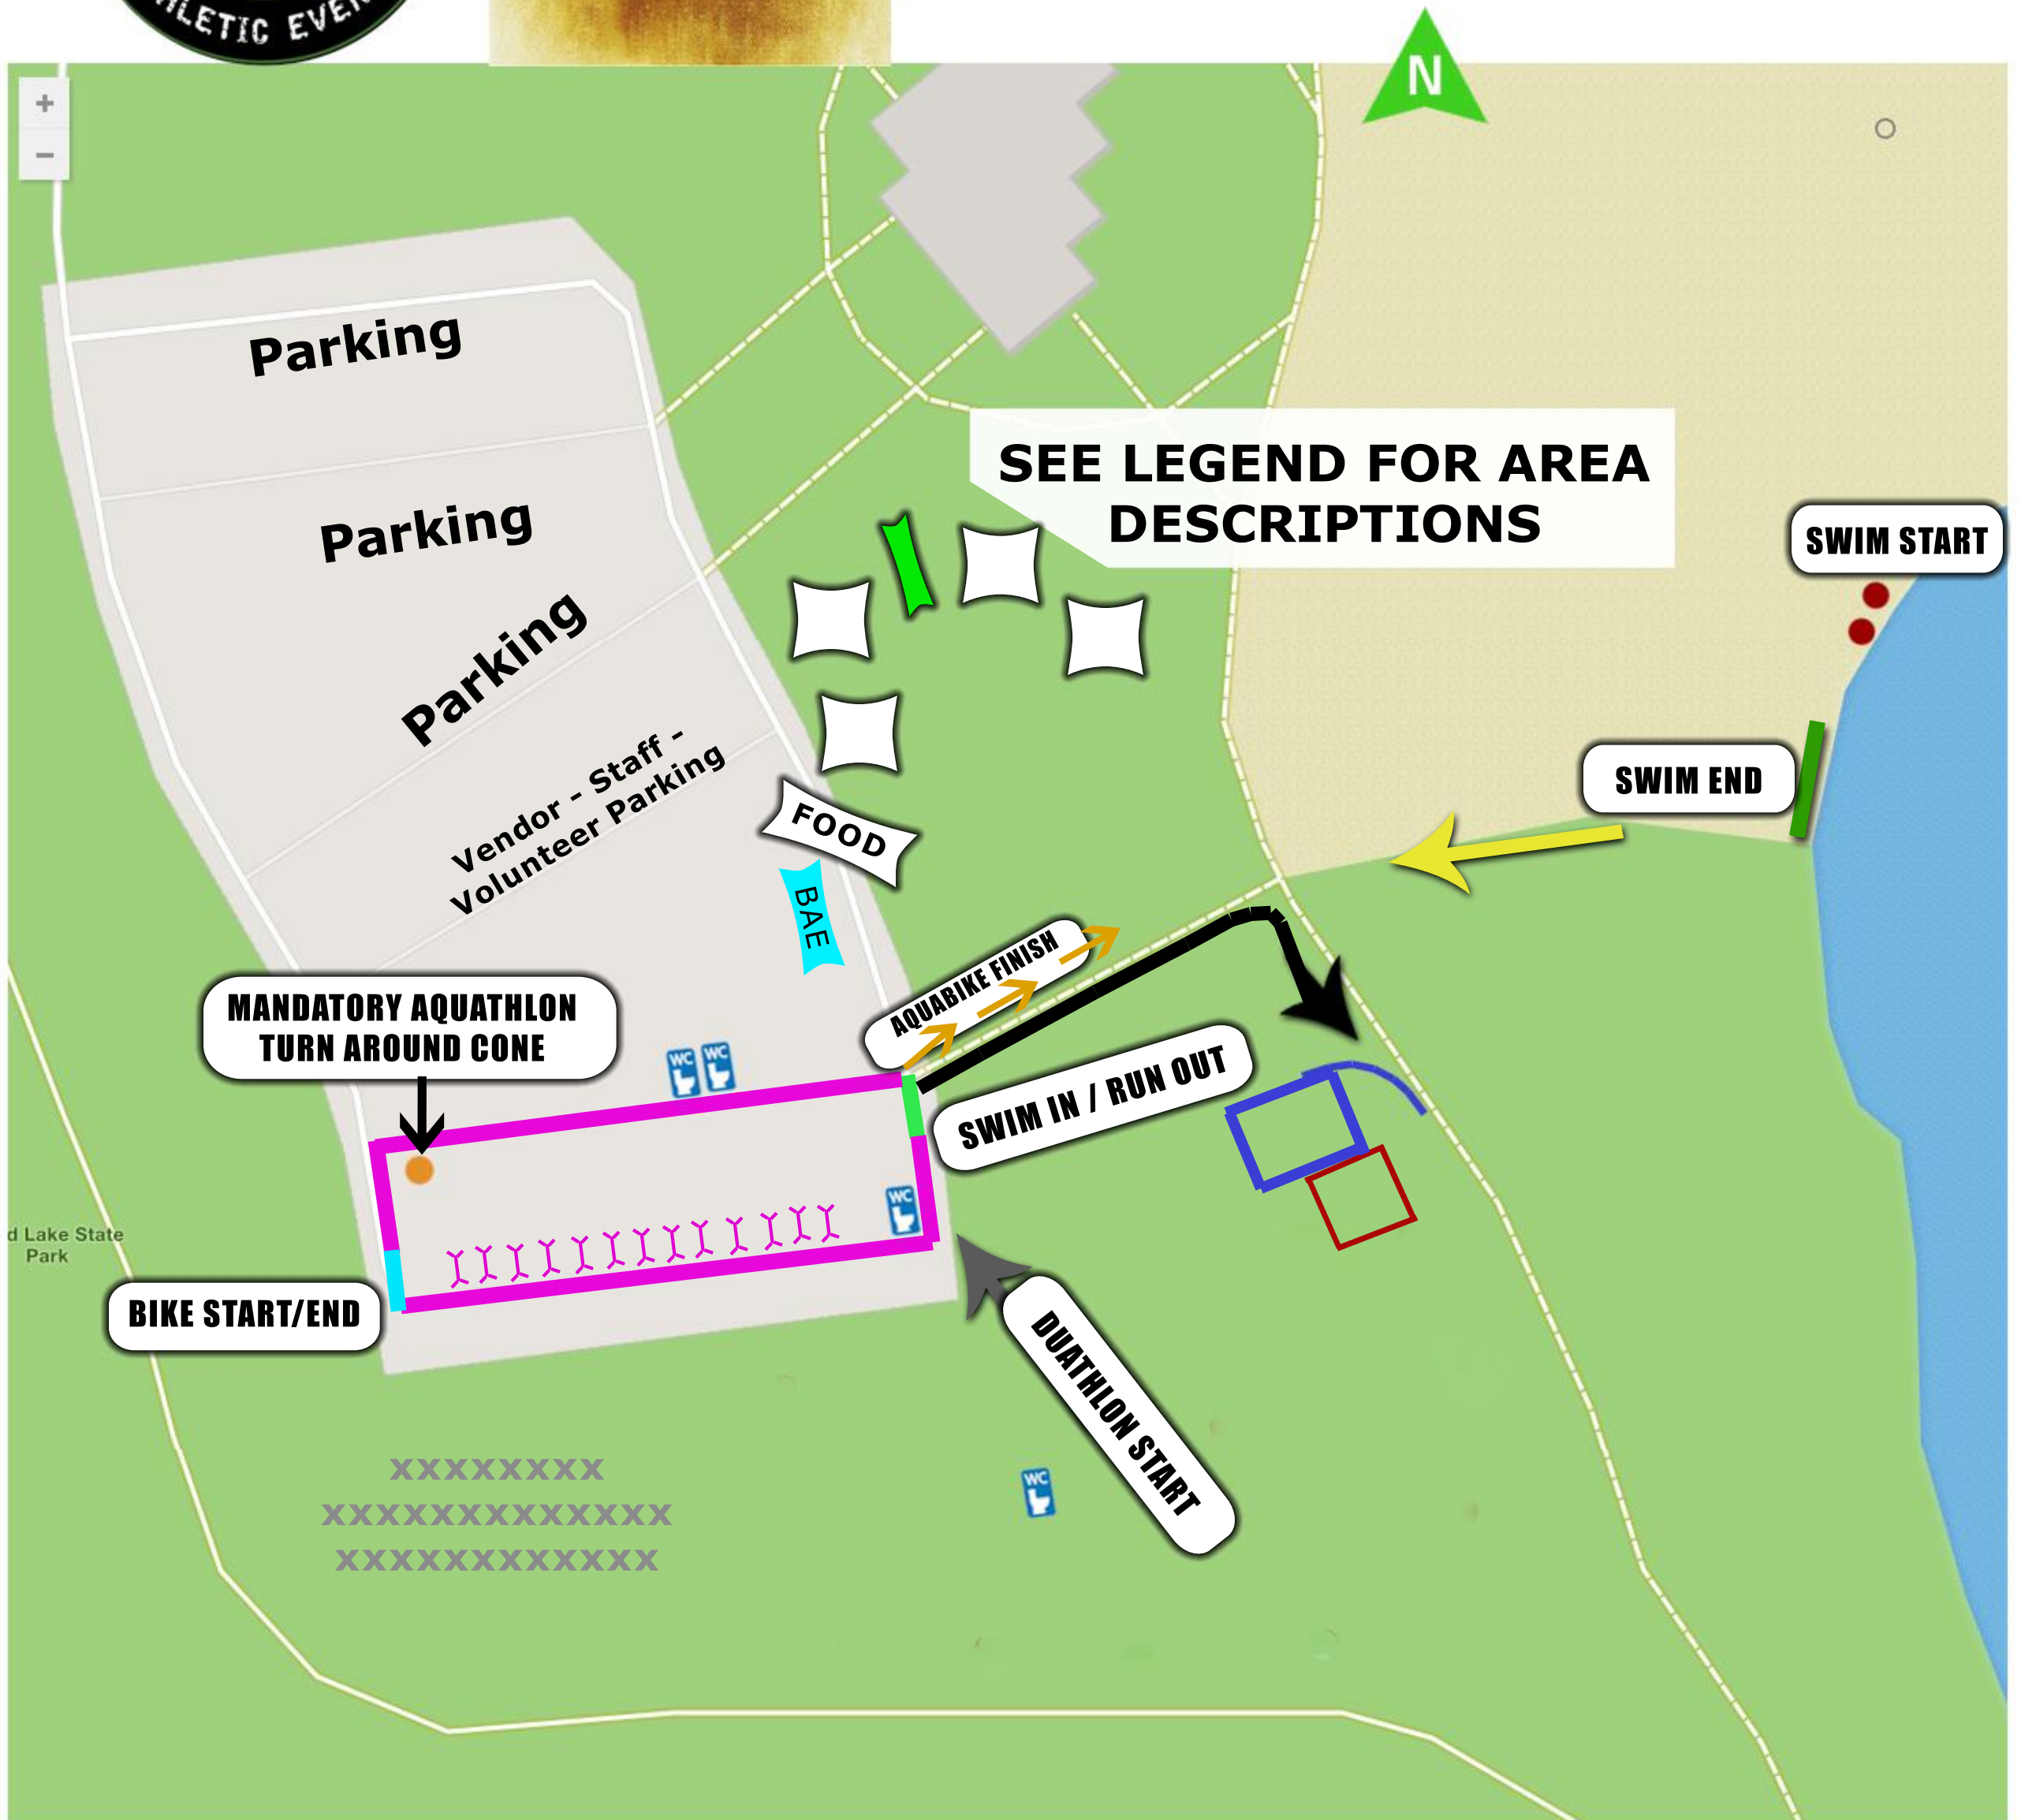 ATHLETIC EVEN
N
+
−
Parking
SEE LEGEND FOR AREA
DESCRIPTIONS
Parking
SWIM START
Parking
SWIM END
Vendor - Staff -
Volunteer Parking
FOOD
BAE
AQUABIKE FINISH
MANDATORY AQUATHLON
TURN AROUND CONE
WC
WC
SWIM IN / RUN OUT
WC
d Lake State
Park
BIKE START/END
DUATHLON START
xxxxxxxx
xxxxxxxxxxxxx
xxxxxxxxxxxx
WC